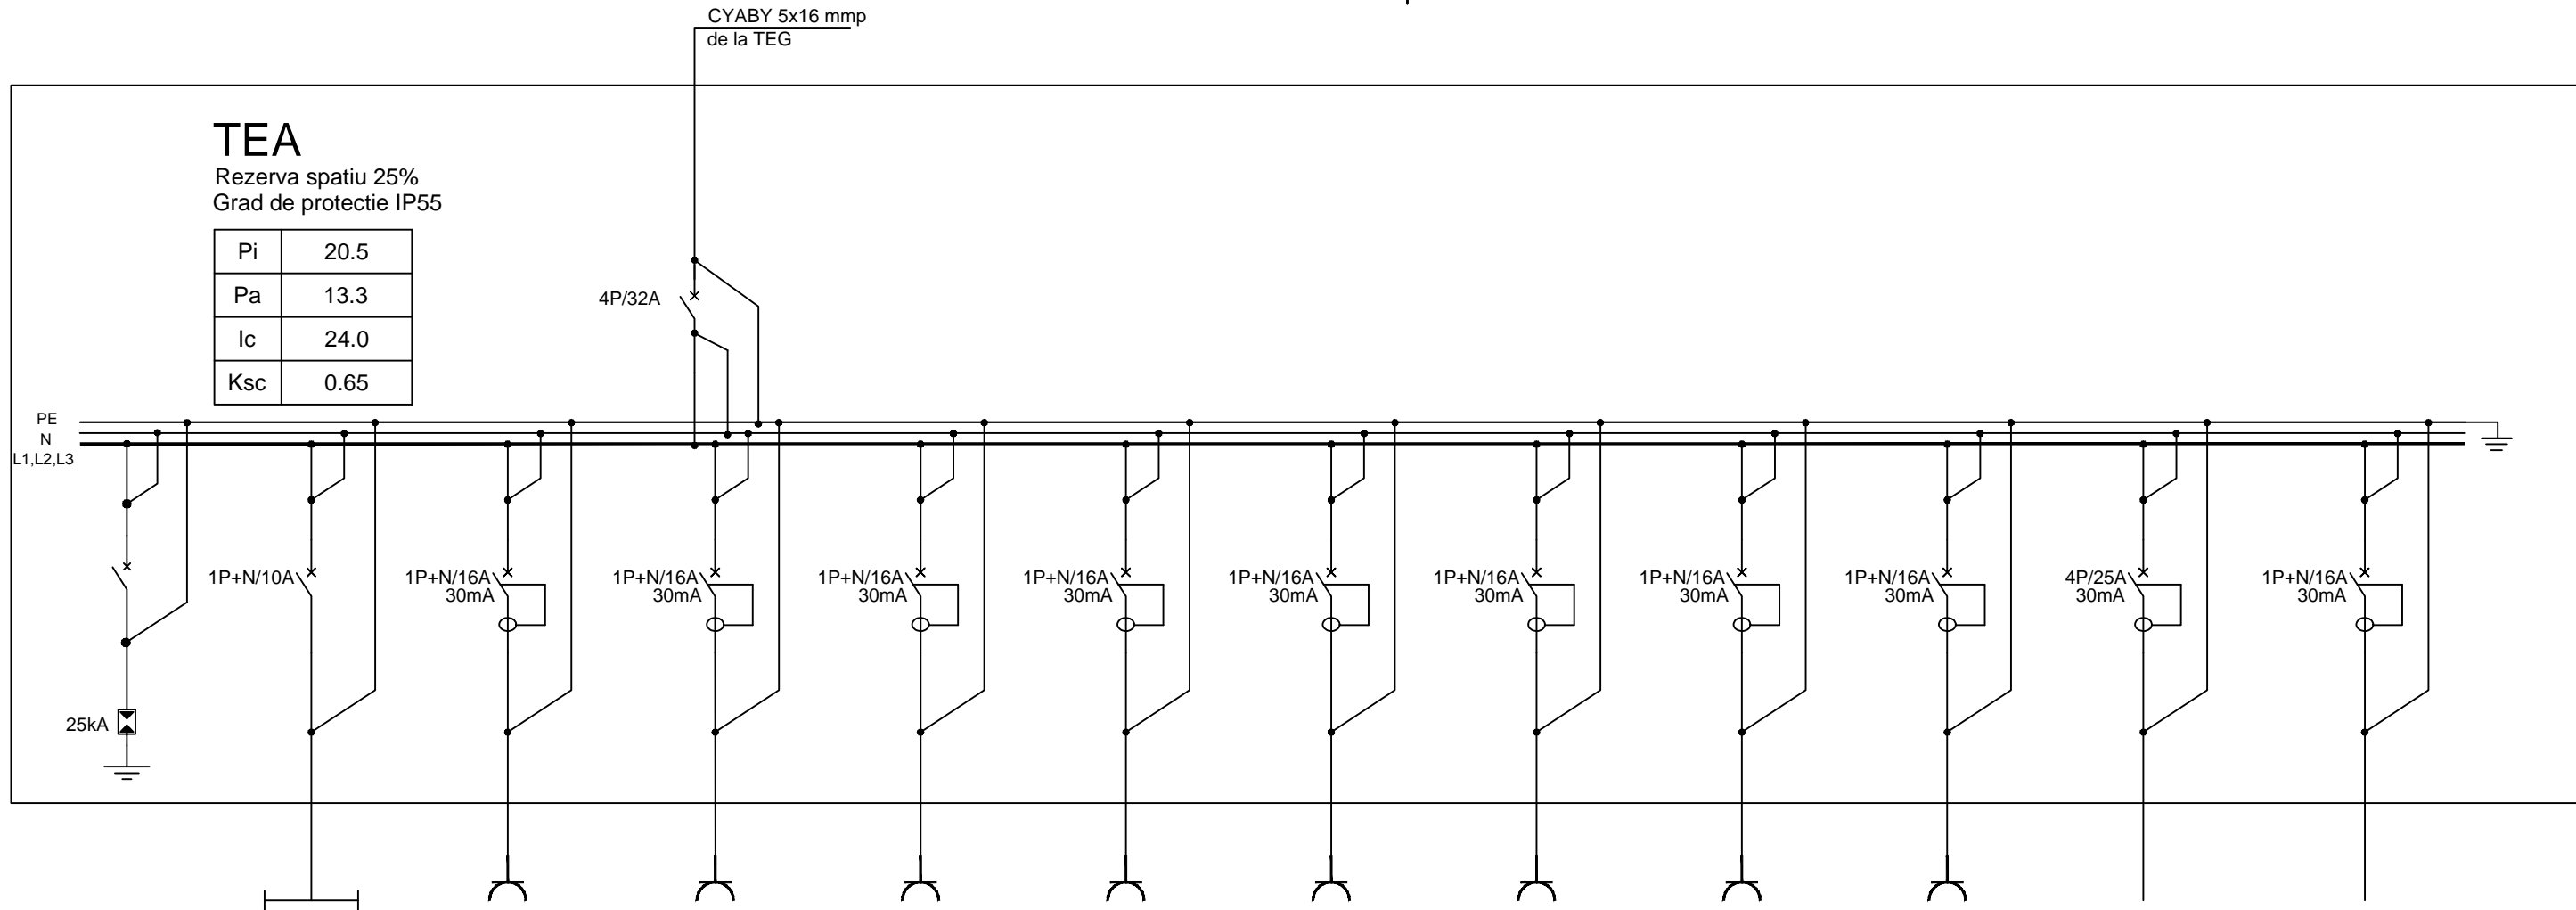 CYABY 5x16 mmp
de la TEG
TEA
Rezerva spatiu 25%
Grad de protectie IP55
Pi 20.5
Pa 13.3
Ic 24.0
Ksc 0.65
4P/32A
PE
N
L1,L2,L3
1P+N/10A
1P+N/16A
30mA
1P+N/16A
30mA
1P+N/16A
30mA
1P+N/16A
30mA
1P+N/16A
30mA
1P+N/16A
30mA
1P+N/16A
30mA
1P+N/16A
30mA
4P/25A
30mA
1P+N/16A
30mA
25kA